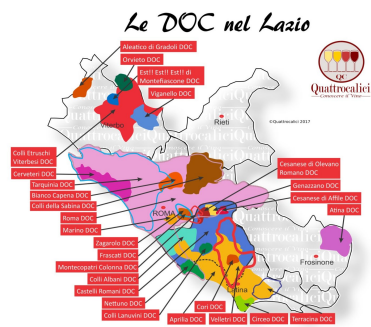 Le DOC nel Lazio
Aleatico di Gradoli DOC
Orvieto DOC
Est!! Est!! Est!! di
Montefiascone DOC
Vignanello DOC
QC
Quattrocalici
Conoscere il Vino
©Quattrocalici 2017
Viterbo
Rieti
Colli Etruschi
Viterbesi DOC
Cerveteri DOC
Tarquinia DOC
Bianco Capena DOC
Colli della Sabina DOC
Roma DOC
Marino DOC
ROMA
Cesanese di Olevano
Romano DOC
Genazzano DOC
Cesanese di Affile DOC
Atina DOC
Zagarolo DOC
Frascati DOC
Montecopatri Colonna DOC
Colli Albani DOC
Castelli Romani DOC
Nettuno DOC
Colli Lanuvini DOC
Frosinone
Latina
Cori DOC
Aprilia DOC
Velletri DOC
Circeo DOC
Terracina DOC